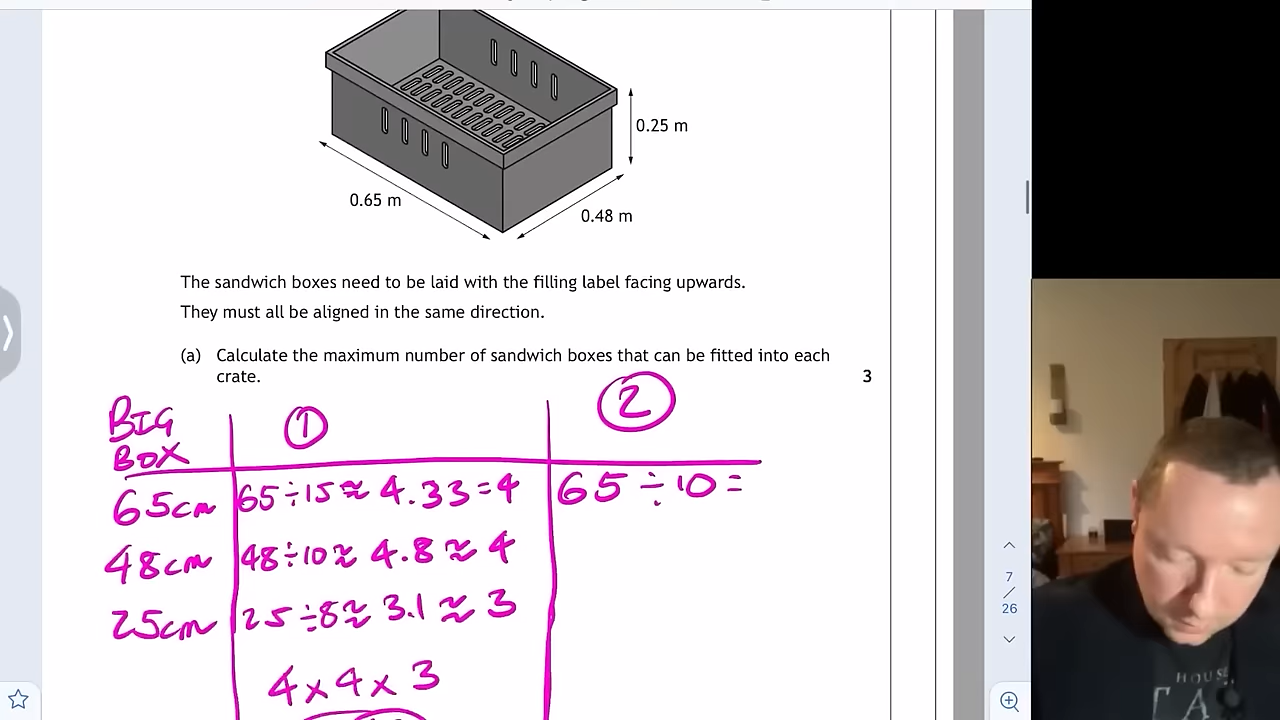 0.25 m
0.65 m
0.48 m
The sandwich boxes need to be laid with the filling label facing upwards.
They must all be aligned in the same direction.
(a) Calculate the maximum number of sandwich boxes that can be fitted into each
crate.
3
BIG
BOX
① ②
65cm 65÷15≈ 4.33=4 65÷10=
48cm 48÷10≈ 4.8≈ 4
25cm 25÷8≈ 3.1≈ 3
4×4×3
7
/
26
HOUSE